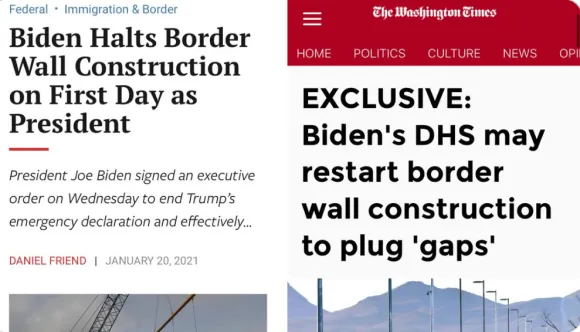 Federal • Immigration & Border
Biden Halts Border
Wall Construction
on First Day as
President
President Joe Biden signed an executive
order on Wednesday to end Trump's
emergency declaration and effectively...
DANIEL FRIEND | JANUARY 20, 2021
The Washington Times
HOME POLITICS CULTURE NEWS OPI
EXCLUSIVE:
Biden's DHS may
restart border
wall construction
to plug 'gaps'